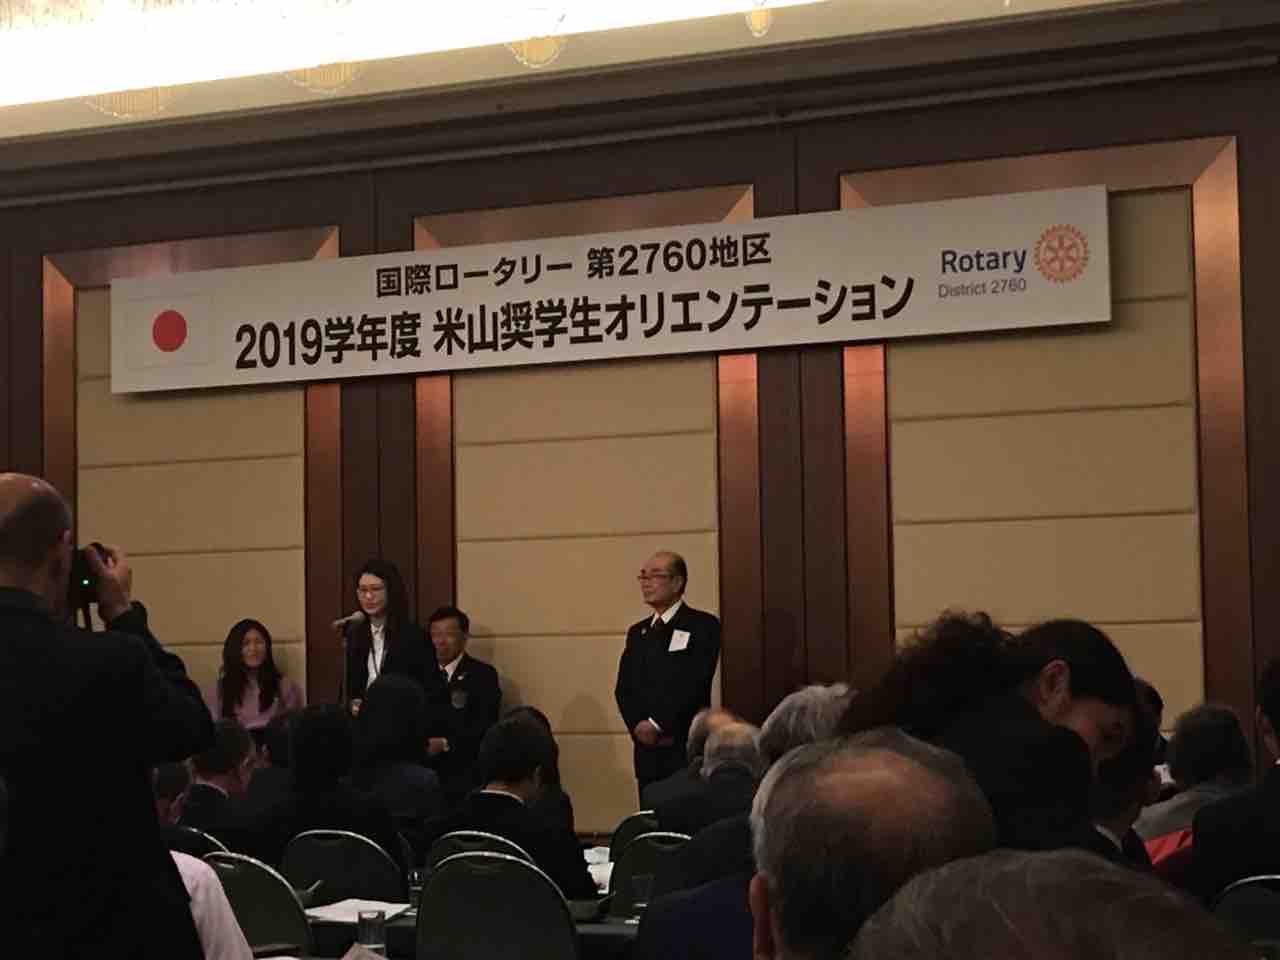 国際ロータリー 第2760地区
2019学年度 米山奨学生オリエンテーション
Rotary
District 2760